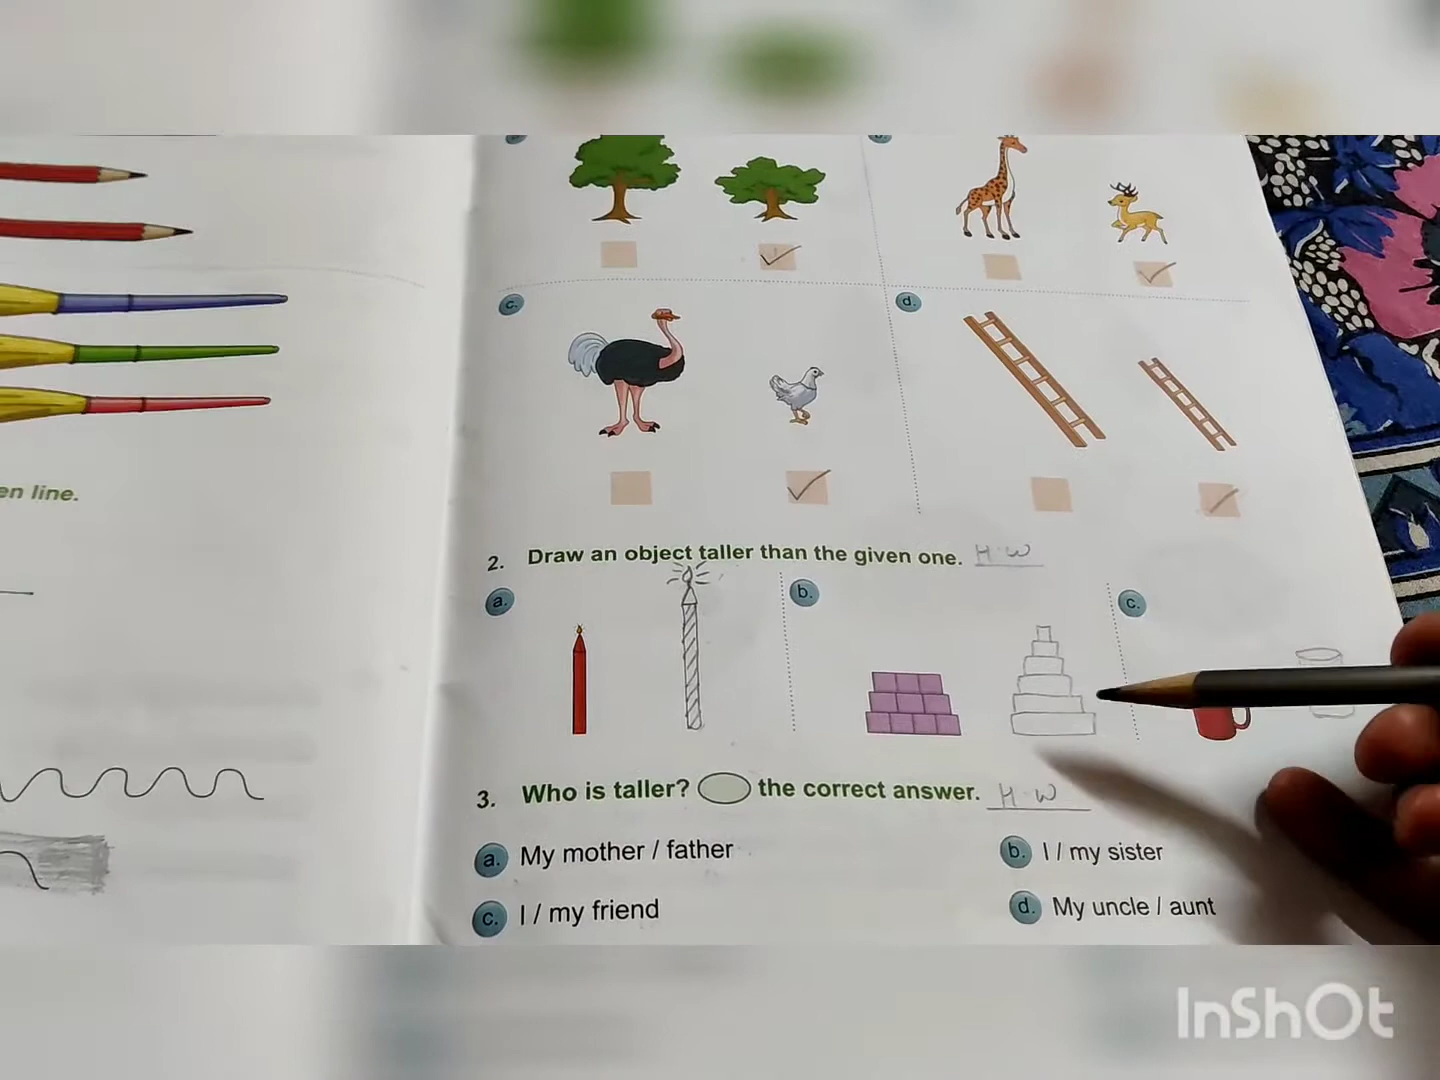 en line.
c.
d.
2. Draw an object taller than the given one. H.W
a.
b.
c.
3. Who is taller? the correct answer. H.W
a. My mother / father
b. I / my sister
c. I / my friend
d. My uncle / aunt
InShOt